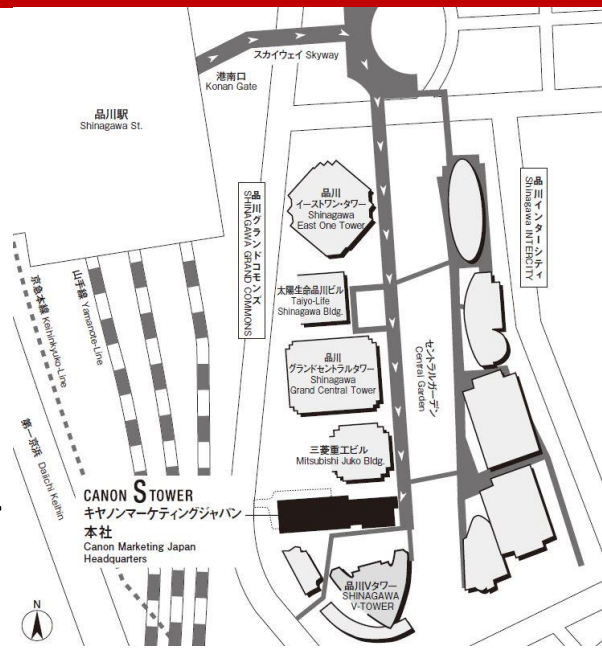 スカイウェイ Skyway
港南口
Konan Gate
品川駅
Shinagawa St.
品川グランドコモンズ
SHINAGAWA GRAND COMMONS
品川
イーストワン・タワー
Shinagawa
East One Tower
品川インターシティ
Shinagawa INTERCITY
太陽生命品川ビル
Taiyo-Life
Shinagawa Bldg.
京急本線 Keihinkyuko-Line
山手線 Yamanote-Line
セントラルガーデン
Central Garden
品川
グランドセントラルタワー
Shinagawa
Grand Central Tower
第一京浜 Daiichi Keihin
三菱重工ビル
Mitsubishi Juko Bldg.
CANON S TOWER
キヤノンマーケティングジャパン
本社
Canon Marketing Japan
Headquarters
品川Vタワー
SHINAGAWA
V-TOWER
N